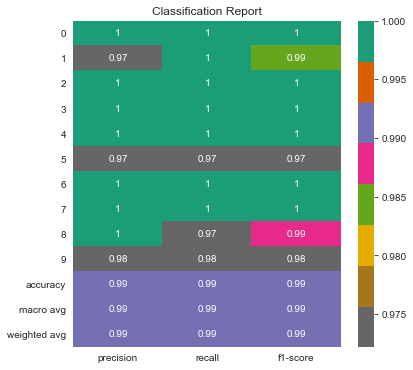 Classification Report
0 1 1 1
1 0.97 1 0.99
2 1 1 1
3 1 1 1
4 1 1 1
5 0.97 0.97 0.97
6 1 1 1
7 1 1 1
8 1 0.97 0.99
9 0.98 0.98 0.98
accuracy 0.99 0.99 0.99
macro avg 0.99 0.99 0.99
weighted avg 0.99 0.99 0.99
precision recall f1-score
1.000
0.995
0.990
0.985
0.980
0.975